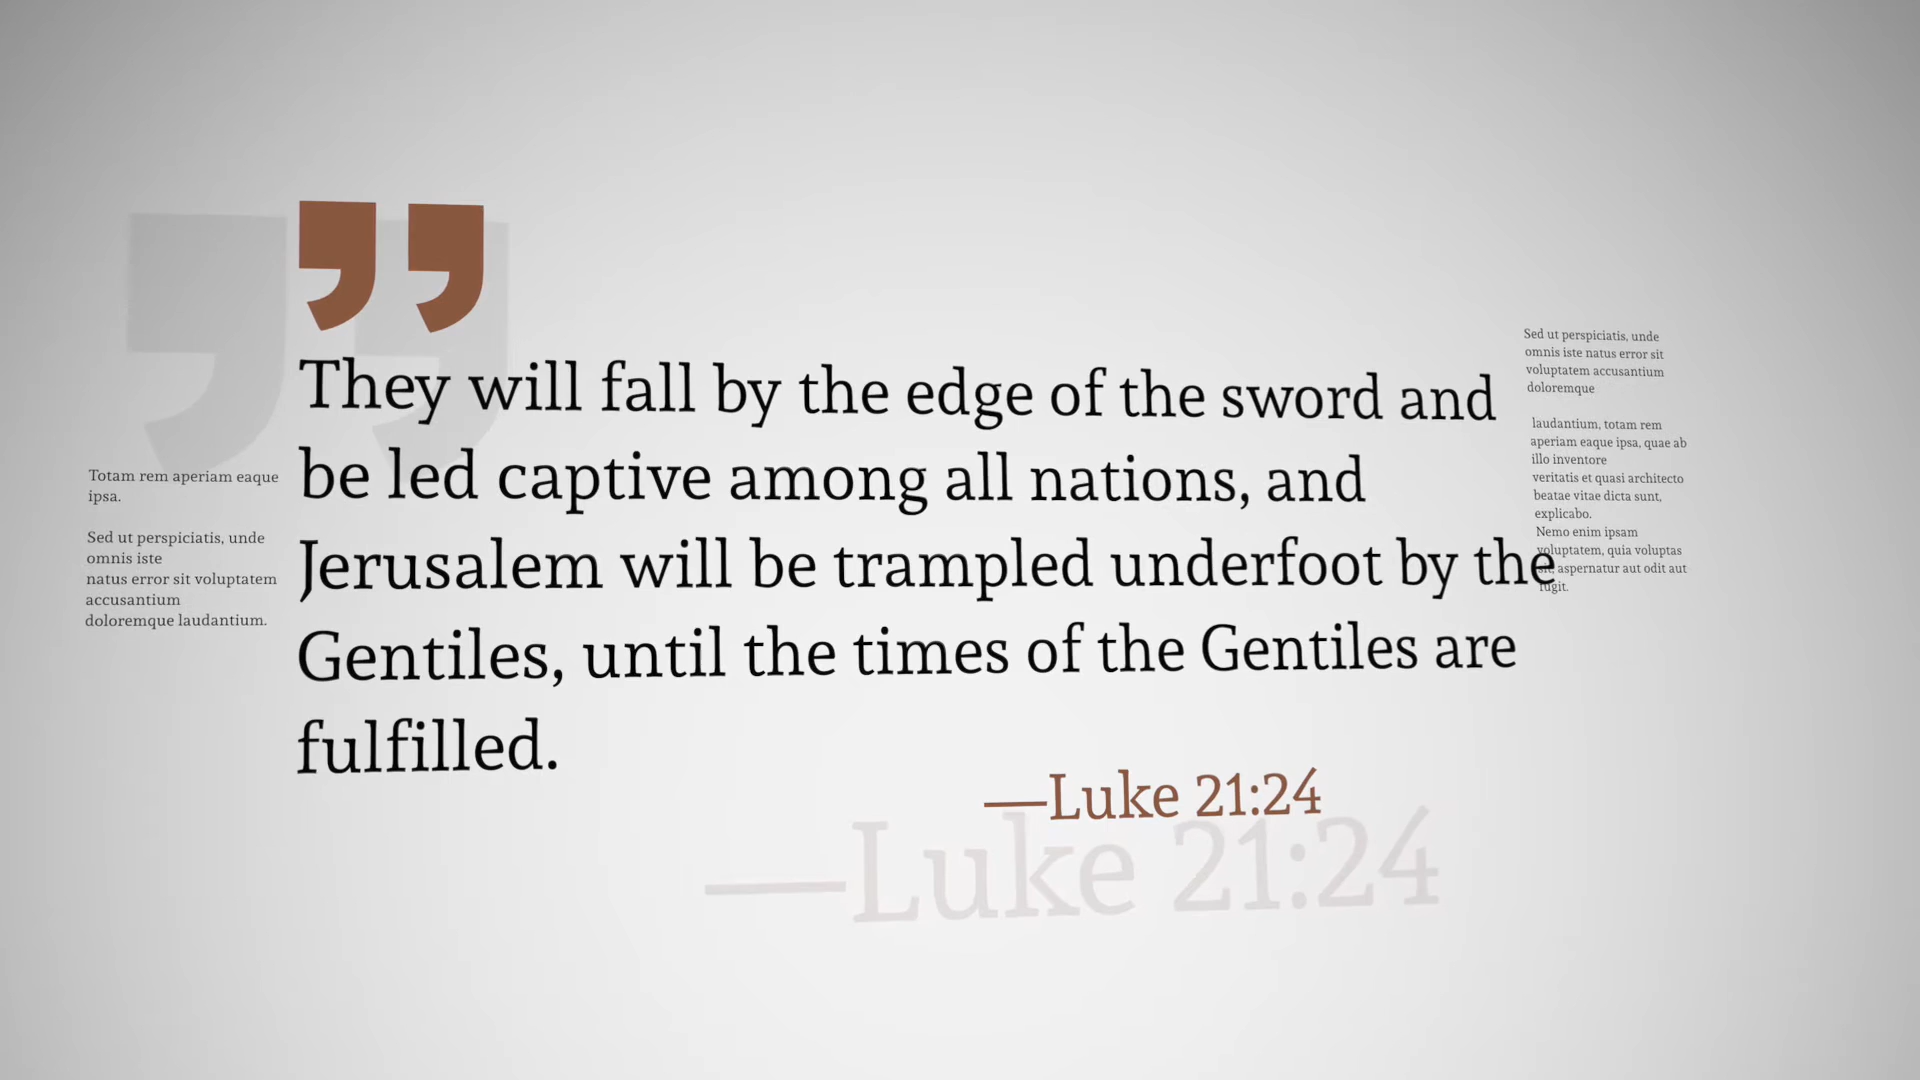 ”
They will fall by the edge of the sword and
be led captive among all nations, and
Jerusalem will be trampled underfoot by the
Gentiles, until the times of the Gentiles are
fulfilled.
—Luke 21:24
—Luke 21:24
Totam rem aperiam eaque
ipsa.
Sed ut perspiciatis, unde
omnis iste
natus error sit voluptatem
accusantium
doloremque laudantium.
Sed ut perspiciatis, unde
omnis iste natus error sit
voluptatem accusantium
doloremque
laudantium, totam rem
aperiam eaque ipsa, quae ab
illo inventore
veritatis et quasi architecto
beatae vitae dicta sunt,
explicabo.
Nemo enim ipsam
voluptatem, quia voluptas
sit, aspernatur aut odit aut
fugit.